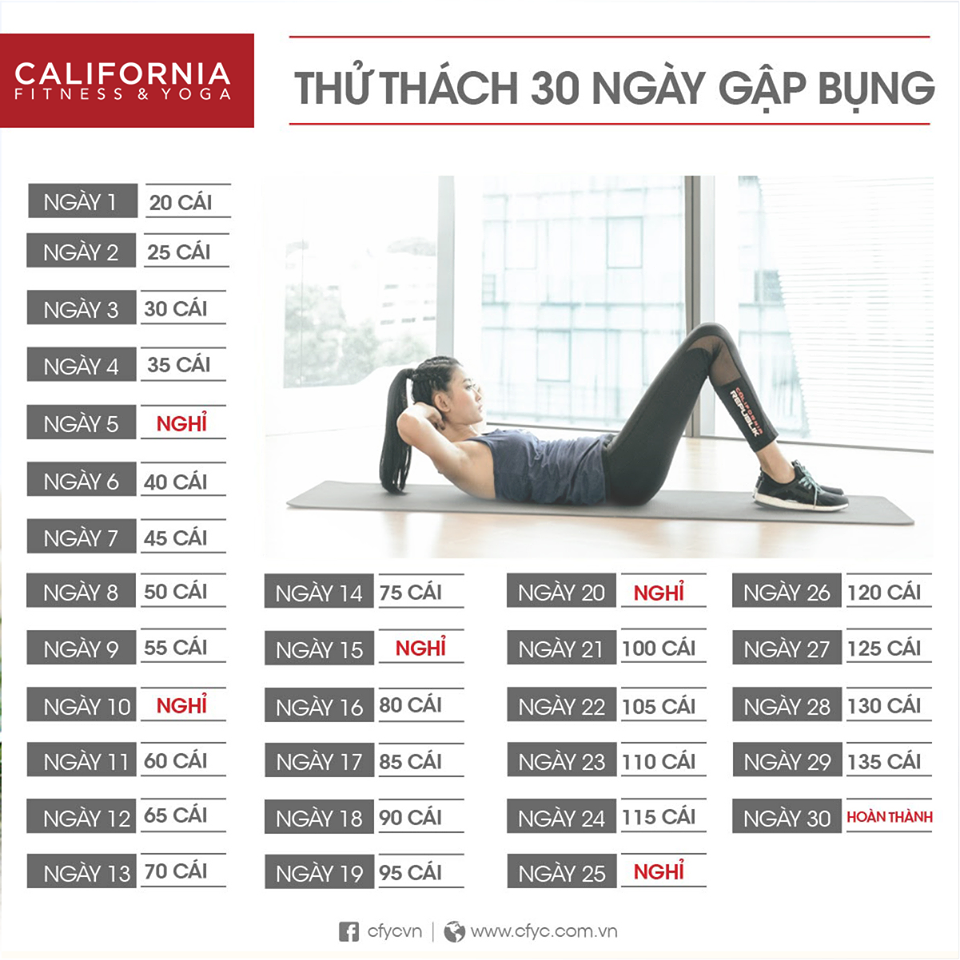 CALIFORNIA
FITNESS & YOGA
THỬ THÁCH 30 NGÀY GẬP BỤNG
NGÀY 1 20 CÁI
NGÀY 2 25 CÁI
NGÀY 3 30 CÁI
NGÀY 4 35 CÁI
NGÀY 5 NGHỈ
NGÀY 6 40 CÁI
NGÀY 7 45 CÁI
NGÀY 8 50 CÁI
NGÀY 9 55 CÁI
NGÀY 10 NGHỈ
NGÀY 11 60 CÁI
NGÀY 12 65 CÁI
NGÀY 13 70 CÁI
CALIFORNIA
REPUBLIK
NGÀY 14 75 CÁI
NGÀY 15 NGHỈ
NGÀY 16 80 CÁI
NGÀY 17 85 CÁI
NGÀY 18 90 CÁI
NGÀY 19 95 CÁI
NGÀY 20 NGHỈ
NGÀY 21 100 CÁI
NGÀY 22 105 CÁI
NGÀY 23 110 CÁI
NGÀY 24 115 CÁI
NGÀY 25 NGHỈ
NGÀY 26 120 CÁI
NGÀY 27 125 CÁI
NGÀY 28 130 CÁI
NGÀY 29 135 CÁI
NGÀY 30 HOÀN THÀNH
cfycvn | www.cfyc.com.vn